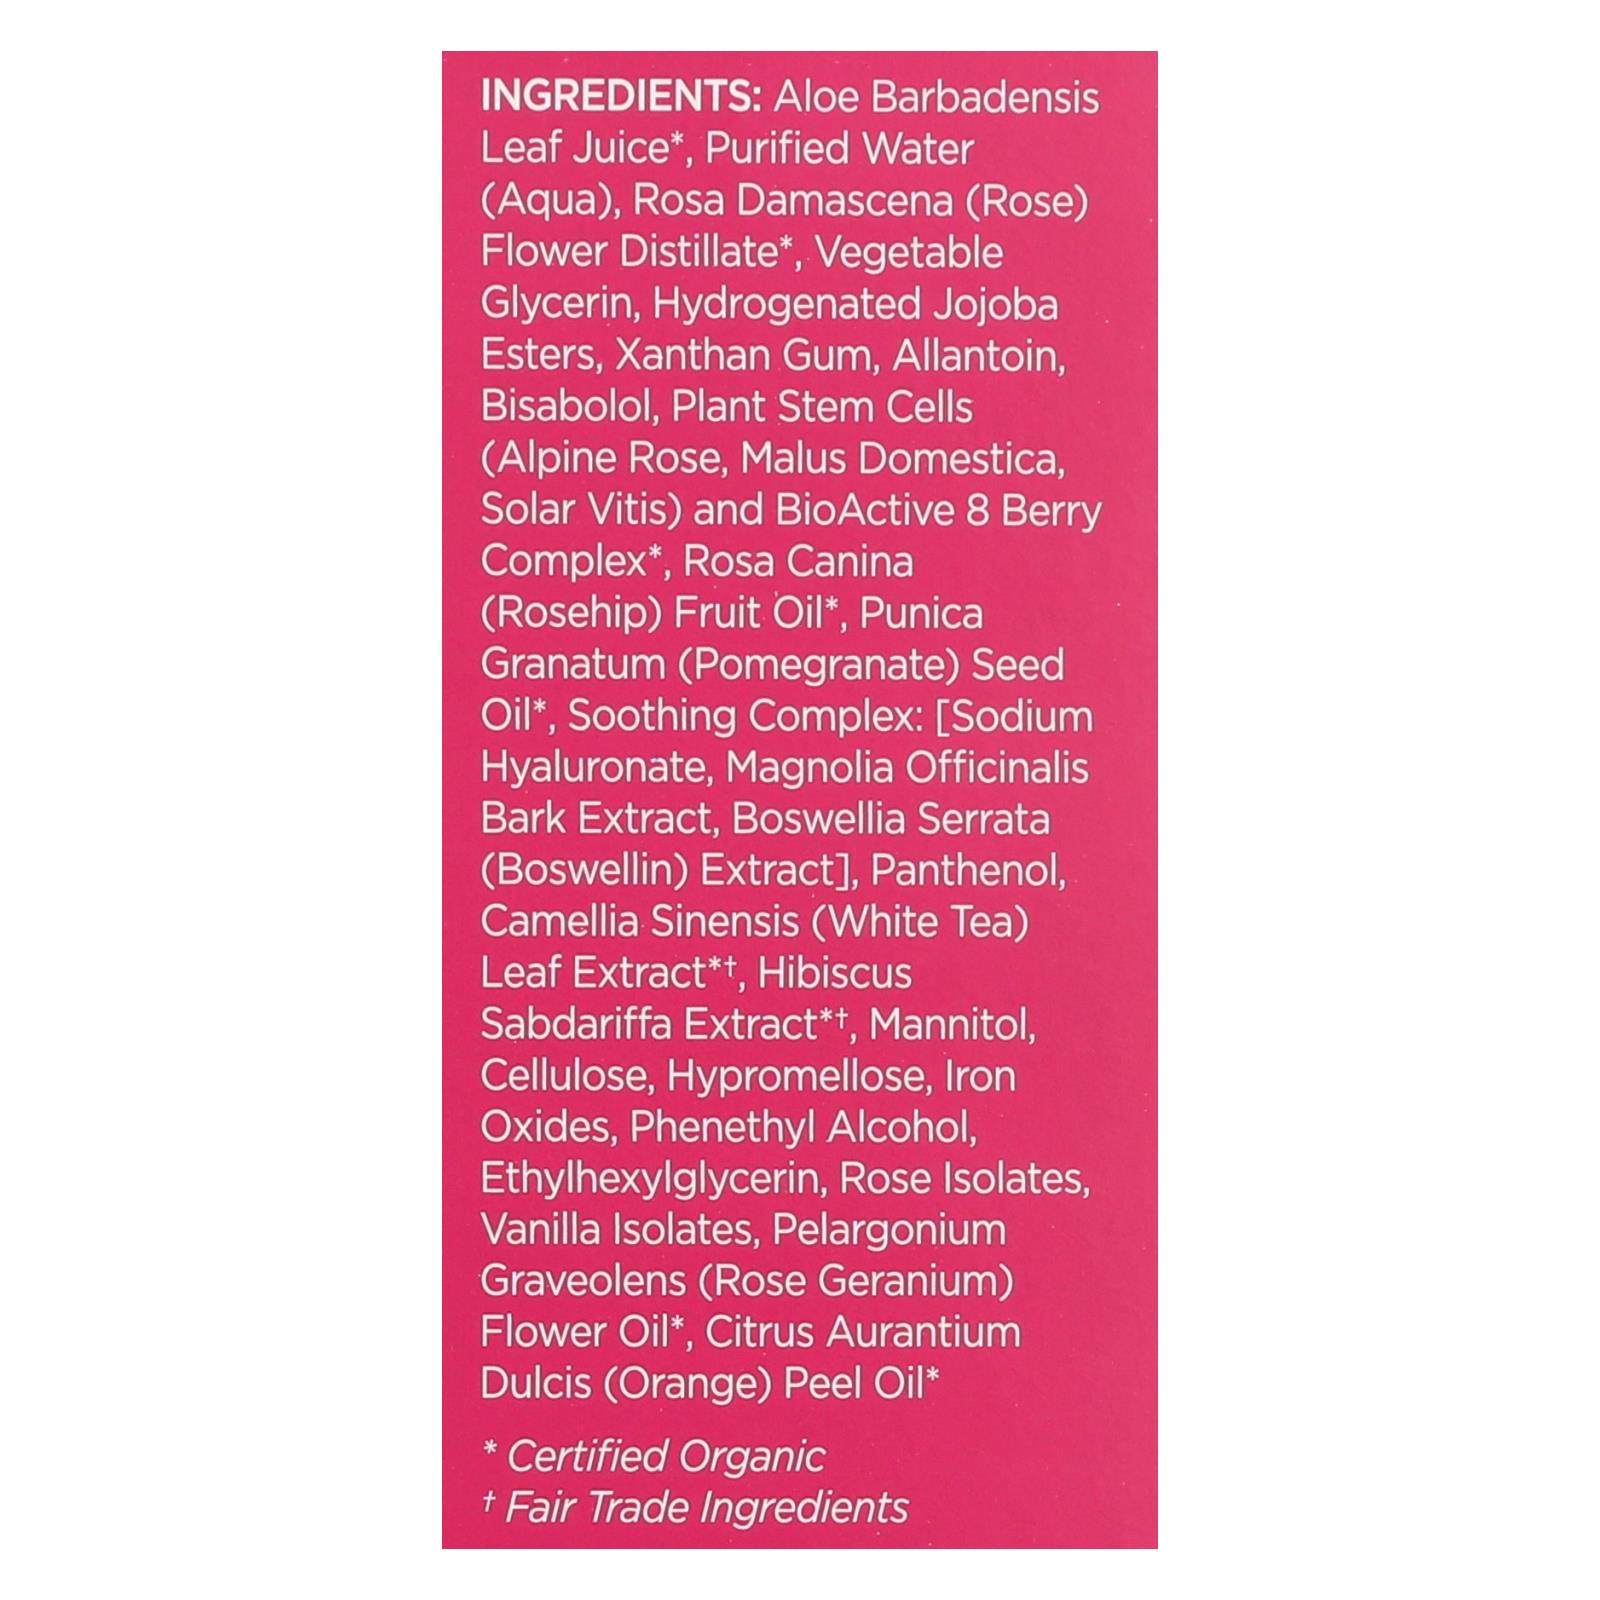 INGREDIENTS: Aloe Barbadensis
Leaf Juice*, Purified Water
(Aqua), Rosa Damascena (Rose)
Flower Distillate*, Vegetable
Glycerin, Hydrogenated Jojoba
Esters, Xanthan Gum, Allantoin,
Bisabolol, Plant Stem Cells
(Alpine Rose, Malus Domestica,
Solar Vitis) and BioActive 8 Berry
Complex*, Rosa Canina
(Rosehip) Fruit Oil*, Punica
Granatum (Pomegranate) Seed
Oil*, Soothing Complex: [Sodium
Hyaluronate, Magnolia Officinalis
Bark Extract, Boswellia Serrata
(Boswellin) Extract], Panthenol,
Camellia Sinensis (White Tea)
Leaf Extract*†, Hibiscus
Sabdariffa Extract*†, Mannitol,
Cellulose, Hypromellose, Iron
Oxides, Phenethyl Alcohol,
Ethylhexylglycerin, Rose Isolates,
Vanilla Isolates, Pelargonium
Graveolens (Rose Geranium)
Flower Oil*, Citrus Aurantium
Dulcis (Orange) Peel Oil*
* Certified Organic
† Fair Trade Ingredients